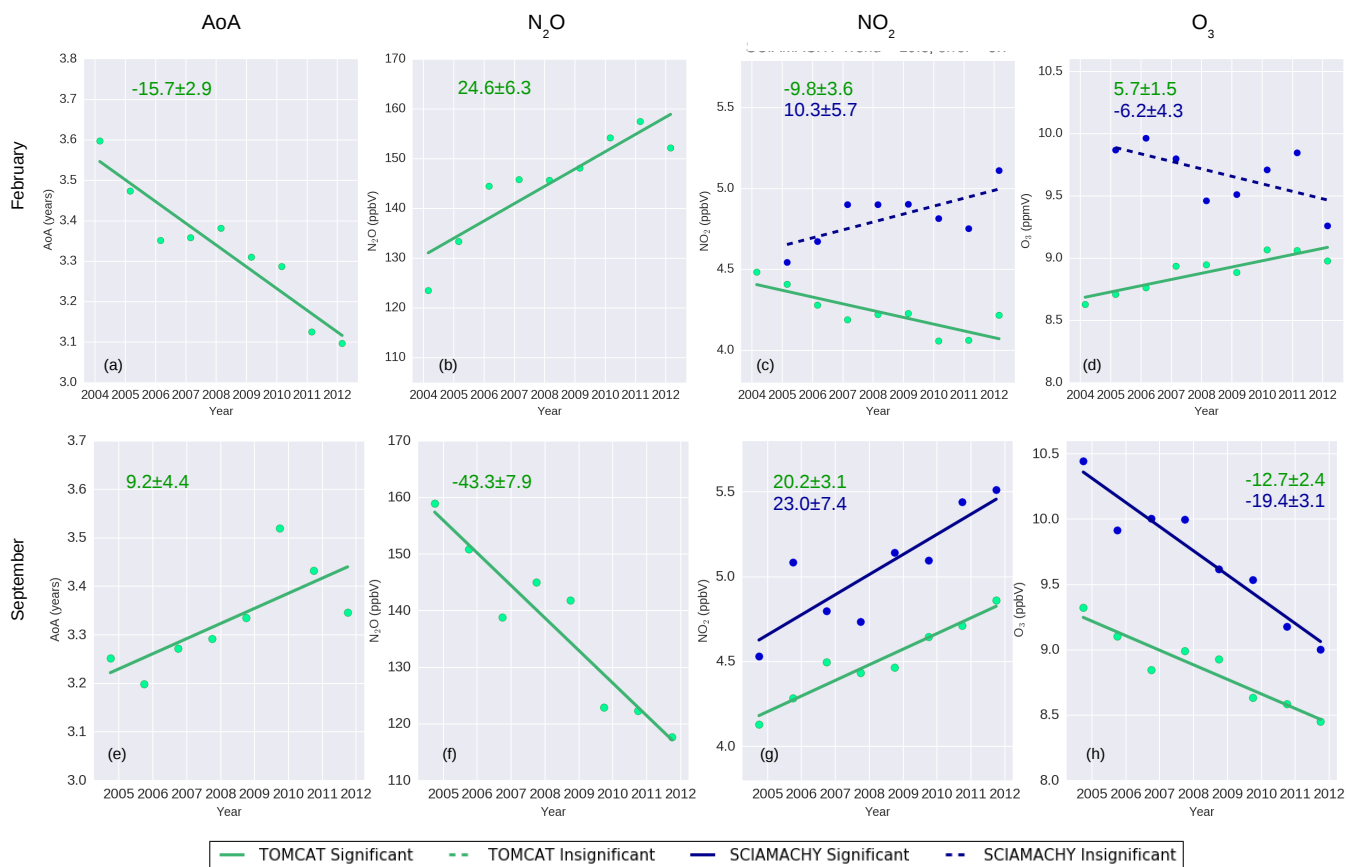 AoA N₂O NO₂ O₃
February
3.8
3.7
3.6
3.5
3.4
3.3
3.2
3.1
3.0
AoA (years)
-15.7±2.9
(a)
2004 2005 2006 2007 2008 2009 2010 2011 2012
Year
170
160
150
140
130
120
110
N₂O (ppbV)
24.6±6.3
(b)
2004 2005 2006 2007 2008 2009 2010 2011 2012
Year
5.5
5.0
4.5
4.0
NO₂ (ppbV)
-9.8±3.6
10.3±5.7
(c)
2004 2005 2006 2007 2008 2009 2010 2011 2012
Year
10.5
10.0
9.5
9.0
8.5
8.0
O₃ (ppmV)
5.7±1.5
-6.2±4.3
(d)
2004 2005 2006 2007 2008 2009 2010 2011 2012
Year
September
3.7
3.6
3.5
3.4
3.3
3.2
3.1
3.0
AoA (years)
9.2±4.4
(e)
2005 2006 2007 2008 2009 2010 2011 2012
Year
170
160
150
140
130
120
110
N₂O (ppbV)
-43.3±7.9
(f)
2005 2006 2007 2008 2009 2010 2011 2012
Year
5.5
5.0
4.5
4.0
NO₂ (ppbV)
20.2±3.1
23.0±7.4
(g)
2005 2006 2007 2008 2009 2010 2011 2012
Year
10.5
10.0
9.5
9.0
8.5
8.0
O₃ (ppbV)
-12.7±2.4
-19.4±3.1
(h)
2005 2006 2007 2008 2009 2010 2011 2012
Year
TOMCAT Significant TOMCAT Insignificant SCIAMACHY Significant SCIAMACHY Insignificant